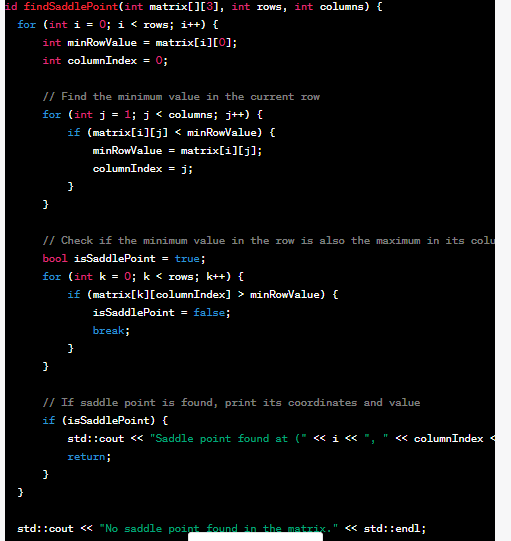 id findSaddlePoint(int matrix[][3], int rows, int columns) {
for (int i = 0; i < rows; i++) {
int minRowValue = matrix[i][0];
int columnIndex = 0;
// Find the minimum value in the current row
for (int j = 1; j < columns; j++) {
if (matrix[i][j] < minRowValue) {
minRowValue = matrix[i][j];
columnIndex = j;
}
}
// Check if the minimum value in the row is also the maximum in its colu
bool isSaddlePoint = true;
for (int k = 0; k < rows; k++) {
if (matrix[k][columnIndex] > minRowValue) {
isSaddlePoint = false;
break;
}
}
// If saddle point is found, print its coordinates and value
if (isSaddlePoint) {
std::cout << "Saddle point found at (" << i << ", " << columnIndex <
return;
}
}
std::cout << "No saddle point found in the matrix." << std::endl;